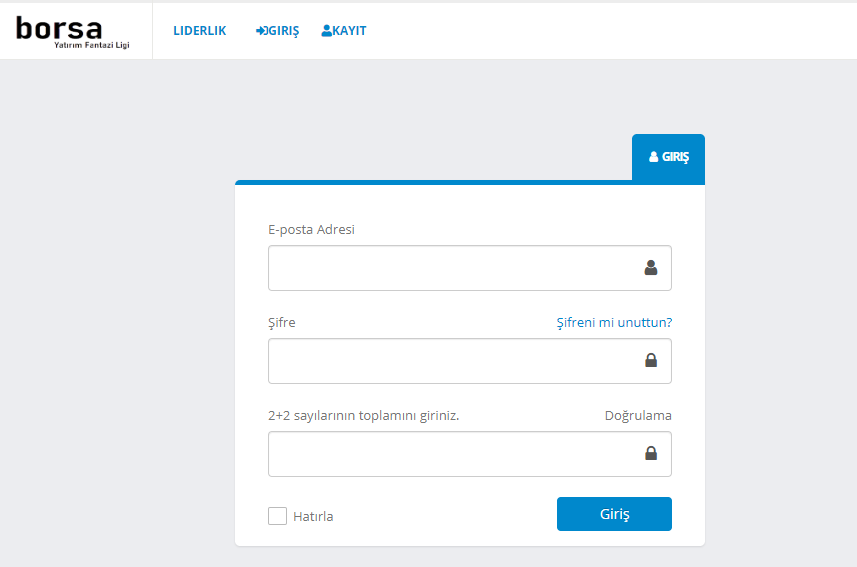 borsa
Yatırım Fantazi Ligi
LIDERLIK
GIRIŞ
KAYIT
GIRIŞ
E-posta Adresi
Şifre
Şifreni mi unuttun?
2+2 sayılarının toplamını giriniz.
Doğrulama
Hatırla
Giriş